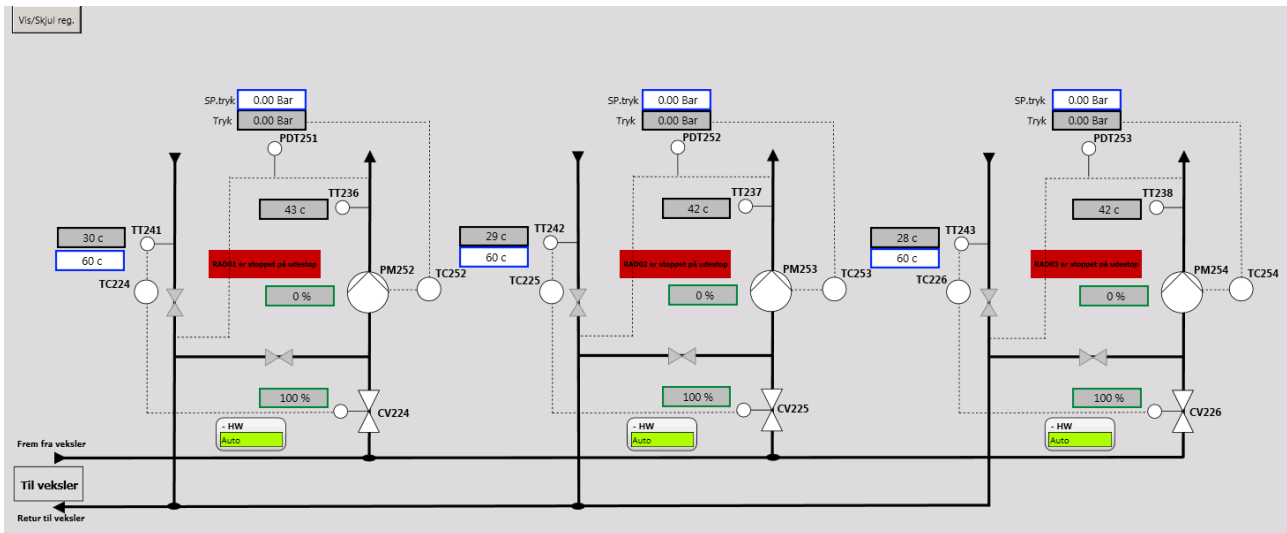 Vis/Skjul reg.
SP.tryk 0.00 Bar
Tryk 0.00 Bar
PDT251
TT236
43 c
TT241
30 c
60 c
TC224
RAD01 er stoppet på udestop
PM252
TC252
0 %
100 %
CV224
- HW
Auto
SP.tryk 0.00 Bar
Tryk 0.00 Bar
PDT252
TT237
42 c
TT242
29 c
60 c
TC225
RAD02 er stoppet på udestop
PM253
TC253
0 %
100 %
CV225
- HW
Auto
SP.tryk 0.00 Bar
Tryk 0.00 Bar
PDT253
TT238
42 c
TT243
28 c
60 c
TC226
RAD03 er stoppet på udestop
PM254
TC254
0 %
100 %
CV226
- HW
Auto
Frem fra veksler
Til veksler
Retur til veksler